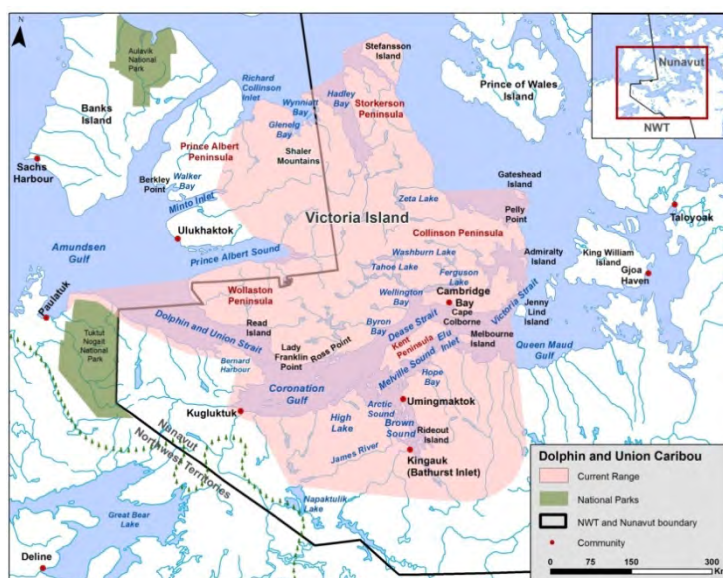 N
Aulavik
National
Park
Banks
Island
Sachs
Harbour
Amundsen
Gulf
Paulatuk
Tuktut
Nogait
National
Park
Richard
Collinson
Inlet
Wynniatt
Bay
Glenelg
Bay
Hadley
Bay
Stefansson
Island
Storkerson
Peninsula
Prince Albert
Peninsula
Shaler
Mountains
Berkley
Point
Walker
Bay
Minto Inlet
Ulukhaktok
Prince Albert Sound
Victoria Island
Prince of Wales
Island
Nunavut
NWT
Gateshead
Island
Pelly
Point
Zeta Lake
Collinson Peninsula
Taloyoak
Admiralty
Island
King William
Island
Gjoa
Haven
Washburn Lake
Tahoe Lake
Ferguson
Lake
Wellington
Bay
Cambridge
Bay
Cape
Colborne
Victoria Strait
Jenny
Lind
Island
Queen Maud
Gulf
Wollaston
Peninsula
Dolphin and Union Strait
Read
Island
Lady
Franklin
Point
Ross Point
Byron
Bay
Dease Strait
Kent
Peninsula
Elu
Inlet
Melbourne
Island
Melville Sound
Hope
Bay
Bernard
Harbour
Coronation
Gulf
Kugluktuk
Umingmaktok
Arctic
Sound
Brown
Sound
High
Lake
Rideout
Island
James River
Kingauk
(Bathurst Inlet)
Nunavut
Northwest Territories
Napaktulik
Lake
Great Bear
Lake
Deline
Dolphin and Union Caribou
Current Range
National Parks
NWT and Nunavut boundary
Community
0 75 150 300